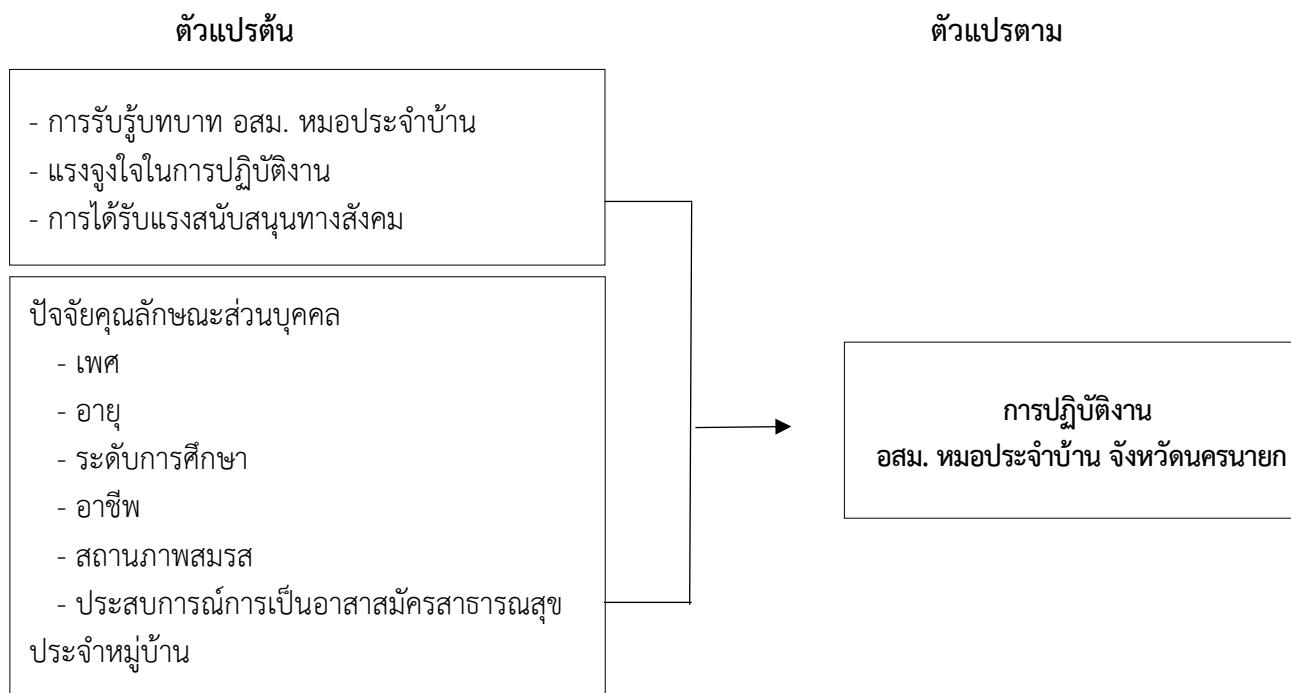 ตัวแปรต้น
ตัวแปรตาม
- การรับรู้บทบาท อสม. หมอประจำบ้าน
- แรงจูงใจในการปฏิบัติงาน
- การได้รับแรงสนับสนุนทางสังคม
ปัจจัยคุณลักษณะส่วนบุคคล
- เพศ
- อายุ
- ระดับการศึกษา
- อาชีพ
- สถานภาพสมรส
- ประสบการณ์การเป็นอาสาสมัครสาธารณสุข
ประจำหมู่บ้าน
การปฏิบัติงาน
อสม. หมอประจำบ้าน จังหวัดนครนายก